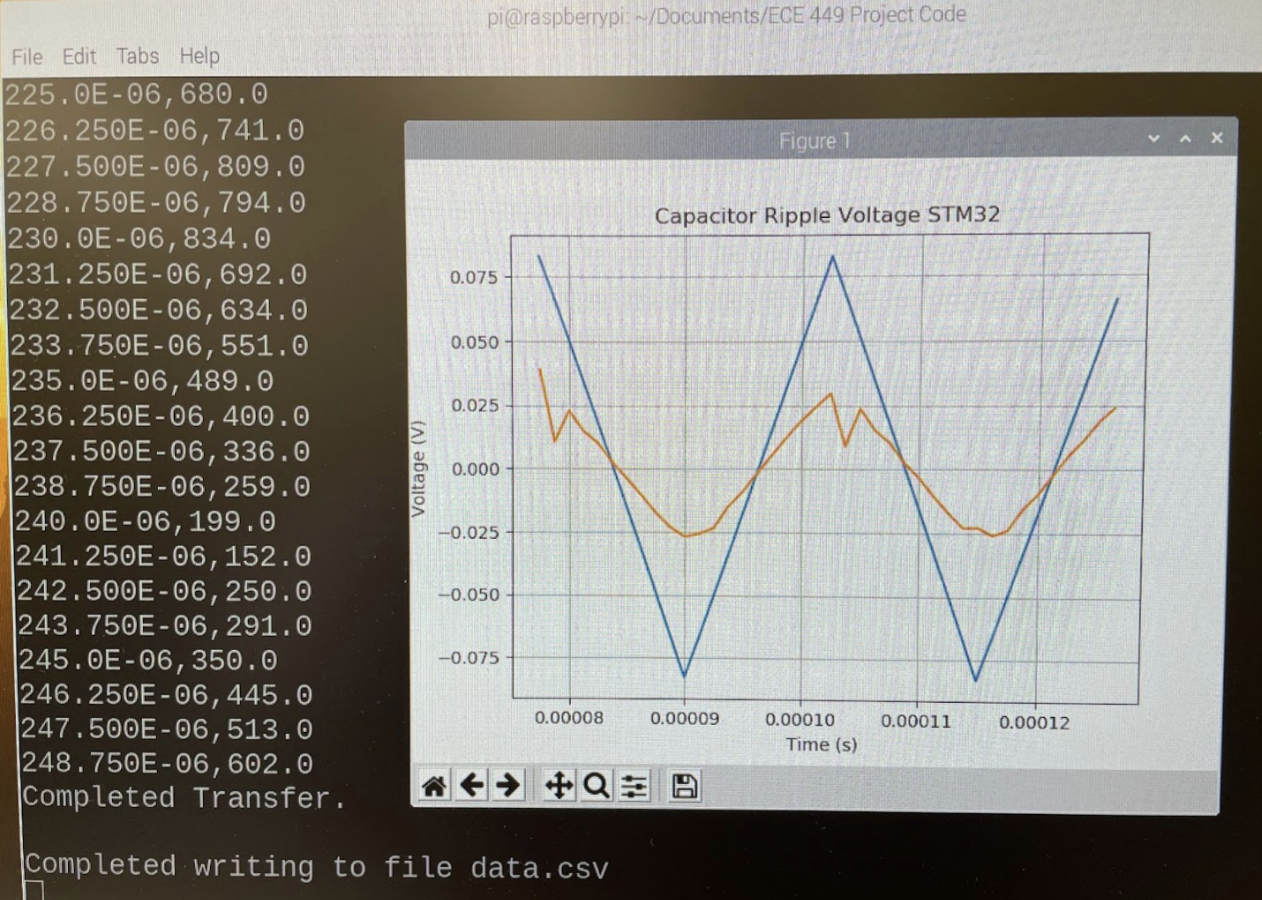 pi@raspberrypi: ~/Documents/ECE 449 Project Code
File Edit Tabs Help
225.0E-06,680.0
226.250E-06,741.0
227.500E-06,809.0
228.750E-06,794.0
230.0E-06,834.0
231.250E-06,692.0
232.500E-06,634.0
233.750E-06,551.0
235.0E-06,489.0
236.250E-06,400.0
237.500E-06,336.0
238.750E-06,259.0
240.0E-06,199.0
241.250E-06,152.0
242.500E-06,250.0
243.750E-06,291.0
245.0E-06,350.0
246.250E-06,445.0
247.500E-06,513.0
248.750E-06,602.0
Completed Transfer.
Completed writing to file data.csv
Figure 1
Capacitor Ripple Voltage STM32
Voltage (V)
0.075
0.050
0.025
0.000
−0.025
−0.050
−0.075
0.00008 0.00009 0.00010 0.00011 0.00012
Time (s)